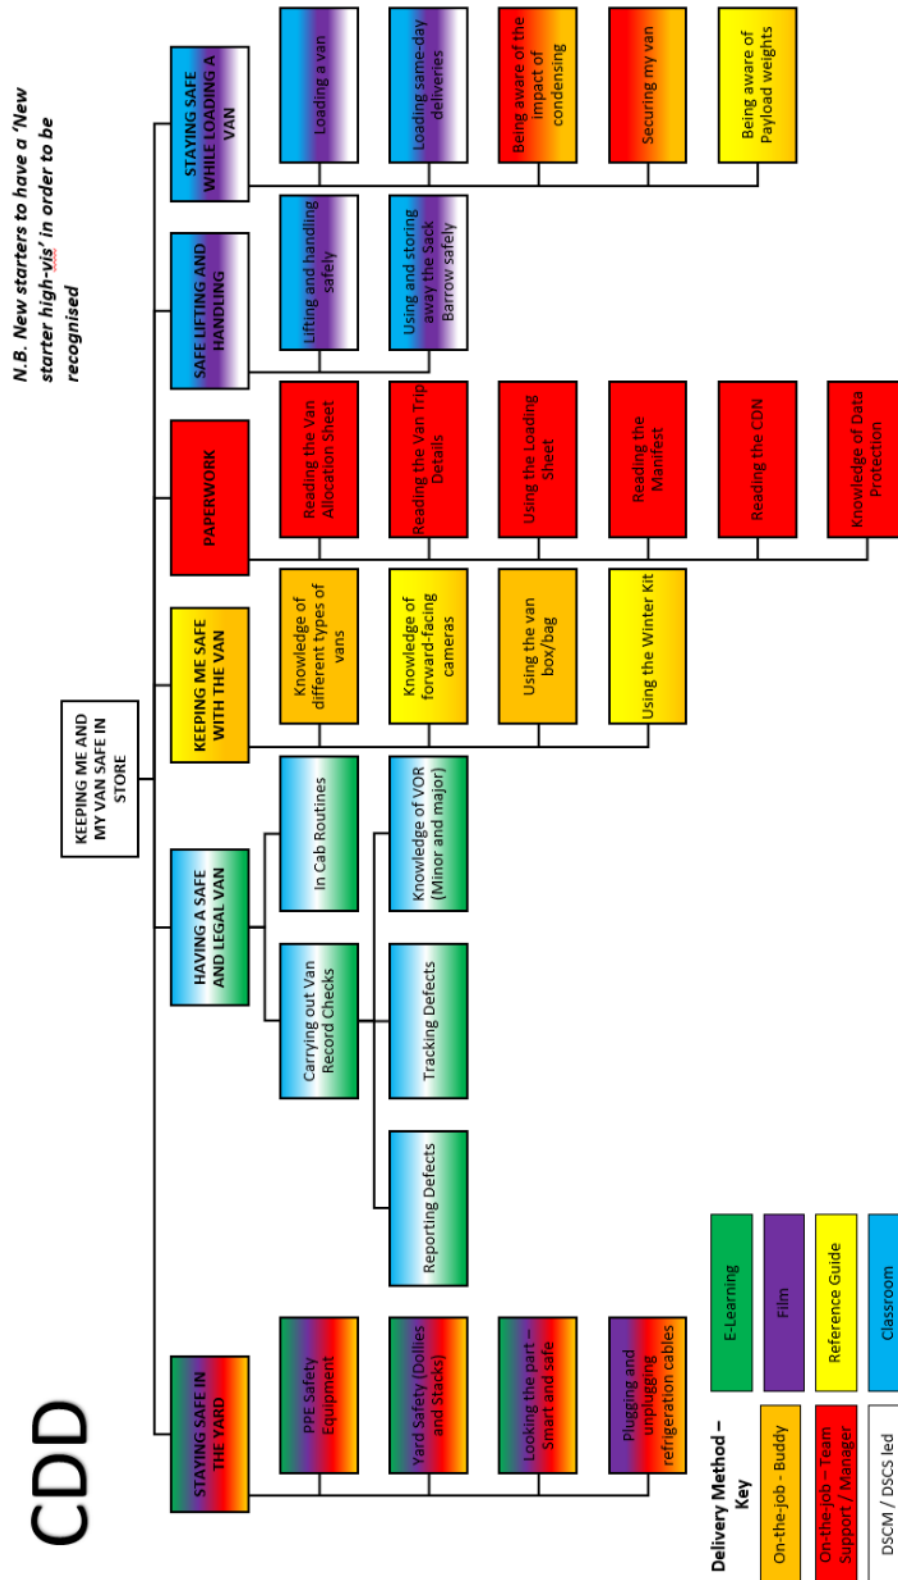 CDD
N.B. New starters to have a ‘New
starter high-vis’ in order to be
recognised
KEEPING ME AND
MY VAN SAFE IN
STORE
STAYING SAFE IN
THE YARD
PPE Safety
Equipment
Yard Safety (Dollies
and Stacks)
Looking the part –
Smart and safe
Plugging and
unplugging
refrigeration cables
HAVING A SAFE
AND LEGAL VAN
Carrying out Van
Record Checks
In Cab Routines
Reporting Defects
Tracking Defects
Knowledge of VOR
(Minor and major)
KEEPING ME SAFE
WITH THE VAN
Knowledge of
different types of
vans
Knowledge of
forward-facing
cameras
Using the van
box/bag
Using the Winter Kit
PAPERWORK
Reading the Van
Allocation Sheet
Reading the Van Trip
Details
Using the Loading
Sheet
Reading the
Manifest
Reading the CDN
Knowledge of Data
Protection
SAFE LIFTING AND
HANDLING
Lifting and handling
safely
Using and storing
away the Sack
Barrow safely
STAYING SAFE
WHILE LOADING A
VAN
Loading a van
Loading same-day
deliveries
Being aware of the
impact of
condensing
Securing my van
Being aware of
Payload weights
Delivery Method –
Key
E-Learning
On-the-job - Buddy
Film
On-the-job – Team
Support / Manager
Reference Guide
DSCM / DSCS led
Classroom